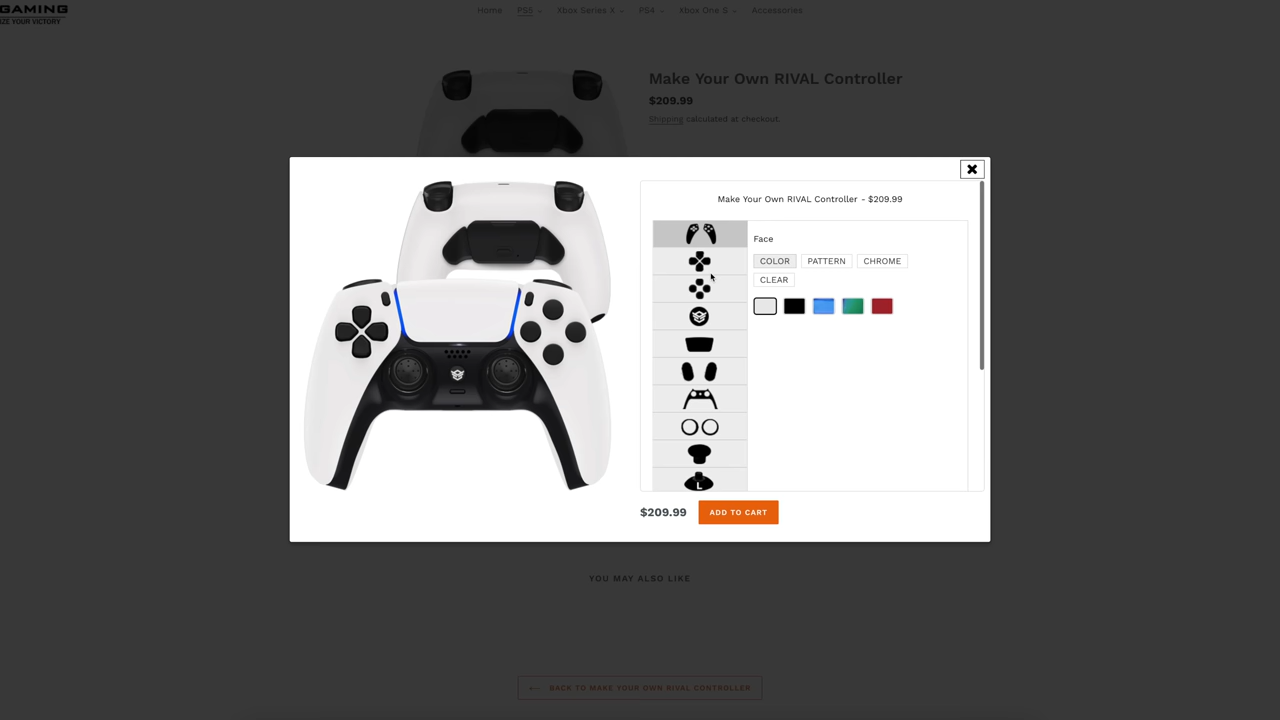 GAMING
IZE YOUR VICTORY
Home PS5 Xbox Series X PS4 Xbox One S Accessories
Make Your Own RIVAL Controller
$209.99
Shipping calculated at checkout.
Make Your Own RIVAL Controller - $209.99
Face
COLOR PATTERN CHROME
CLEAR
L
$209.99 ADD TO CART
YOU MAY ALSO LIKE
BACK TO MAKE YOUR OWN RIVAL CONTROLLER